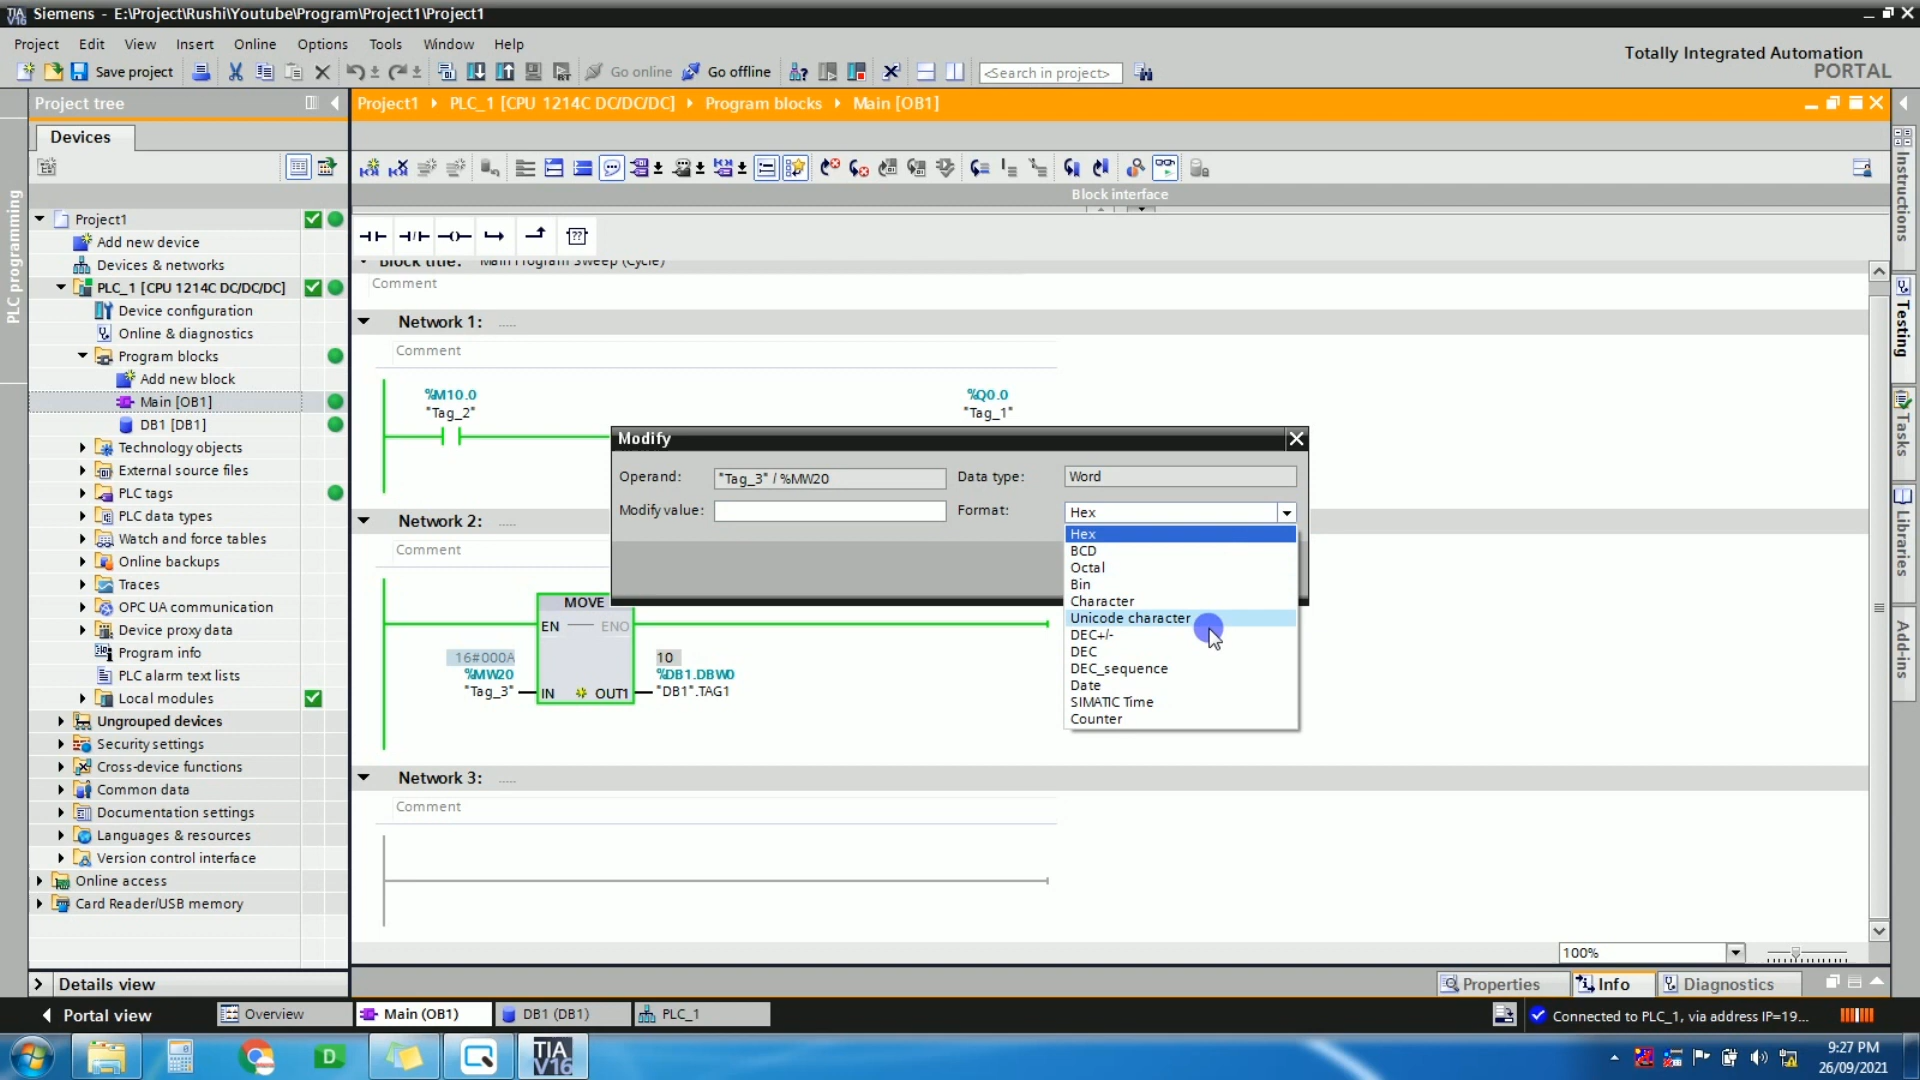 Siemens - E:\Project\Rushi\Youtube\Program\Project1\Project1
Project Edit View Insert Online Options Tools Window Help
Totally Integrated Automation
PORTAL
Save project
Go online
Go offline
<Search in project>
Project tree
Project1 PLC_1 [CPU 1214C DC/DC/DC] Program blocks Main [OB1]
Devices
Block interface
PLC programming
Project1
Add new device
Devices & networks
PLC_1 [CPU 1214C DC/DC/DC]
Device configuration
Online & diagnostics
Program blocks
Add new block
Main [OB1]
DB1 [DB1]
Technology objects
External source files
PLC tags
PLC data types
Watch and force tables
Online backups
Traces
OPC UA communication
Device proxy data
Program info
PLC alarm text lists
Local modules
Ungrouped devices
Security settings
Cross-device functions
Common data
Documentation settings
Languages & resources
Version control interface
Online access
Card Reader/USB memory
Details view
Block title: Main Program Sweep (Cycle)
Comment
Network 1: .....
Comment
%M10.0
"Tag_2"
%Q0.0
"Tag_1"
Network 2: .....
Comment
MOVE
EN
ENO
16#000A
%MW20
"Tag_3"
IN
OUT1
10
%DB1.DBW0
"DB1".TAG1
Network 3: .....
Comment
Modify
Operand:
"Tag_3" / %MW20
Data type:
Word
Modify value:
Format:
Hex
Hex
BCD
Octal
Bin
Character
Unicode character
DEC+/-
DEC
DEC_sequence
Date
SIMATIC Time
Counter
Instructions
Testing
Tasks
Libraries
Add-ins
100%
Properties
Info
Diagnostics
Portal view
Overview
Main (OB1)
DB1 (DB1)
PLC_1
Connected to PLC_1, via address IP=19...
TIA
V16
9:27 PM
26/09/2021